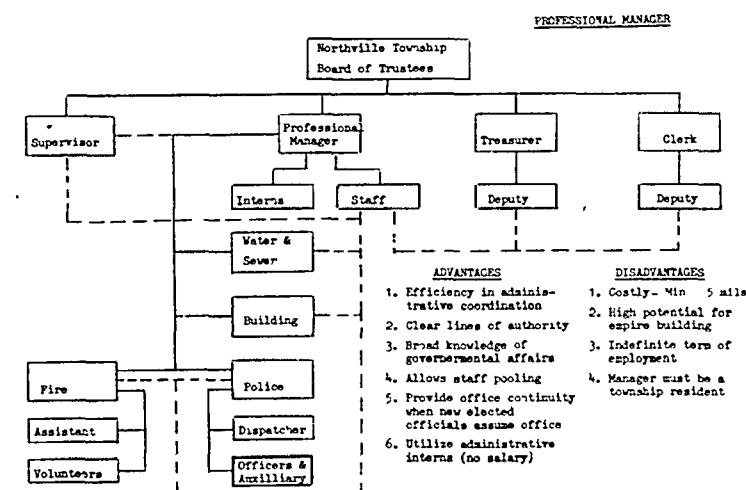 PROFESSIONAL MANAGER
Northville Township
Board of Trustees
Supervisor
Professional
Manager
Treasurer
Clerk
Interns
Staff
Deputy
Deputy
Water &
Sewer
Building
Fire
Police
Assistant
Dispatcher
Volunteers
Officers &
Auxilliary
ADVANTAGES
1. Efficiency in adminis-
trative coordination
2. Clear lines of authority
3. Broad knowledge of
governermental affairs
4. Allows staff pooling
5. Provide office continuity
when new elected
officials assume office
6. Utilize administrative
interns (no salary)
DISADVANTAGES
1. Costly- Min 5 mils
2. High potential for
empire building
3. Indefinite term of
employment
4. Manager must be a
township resident